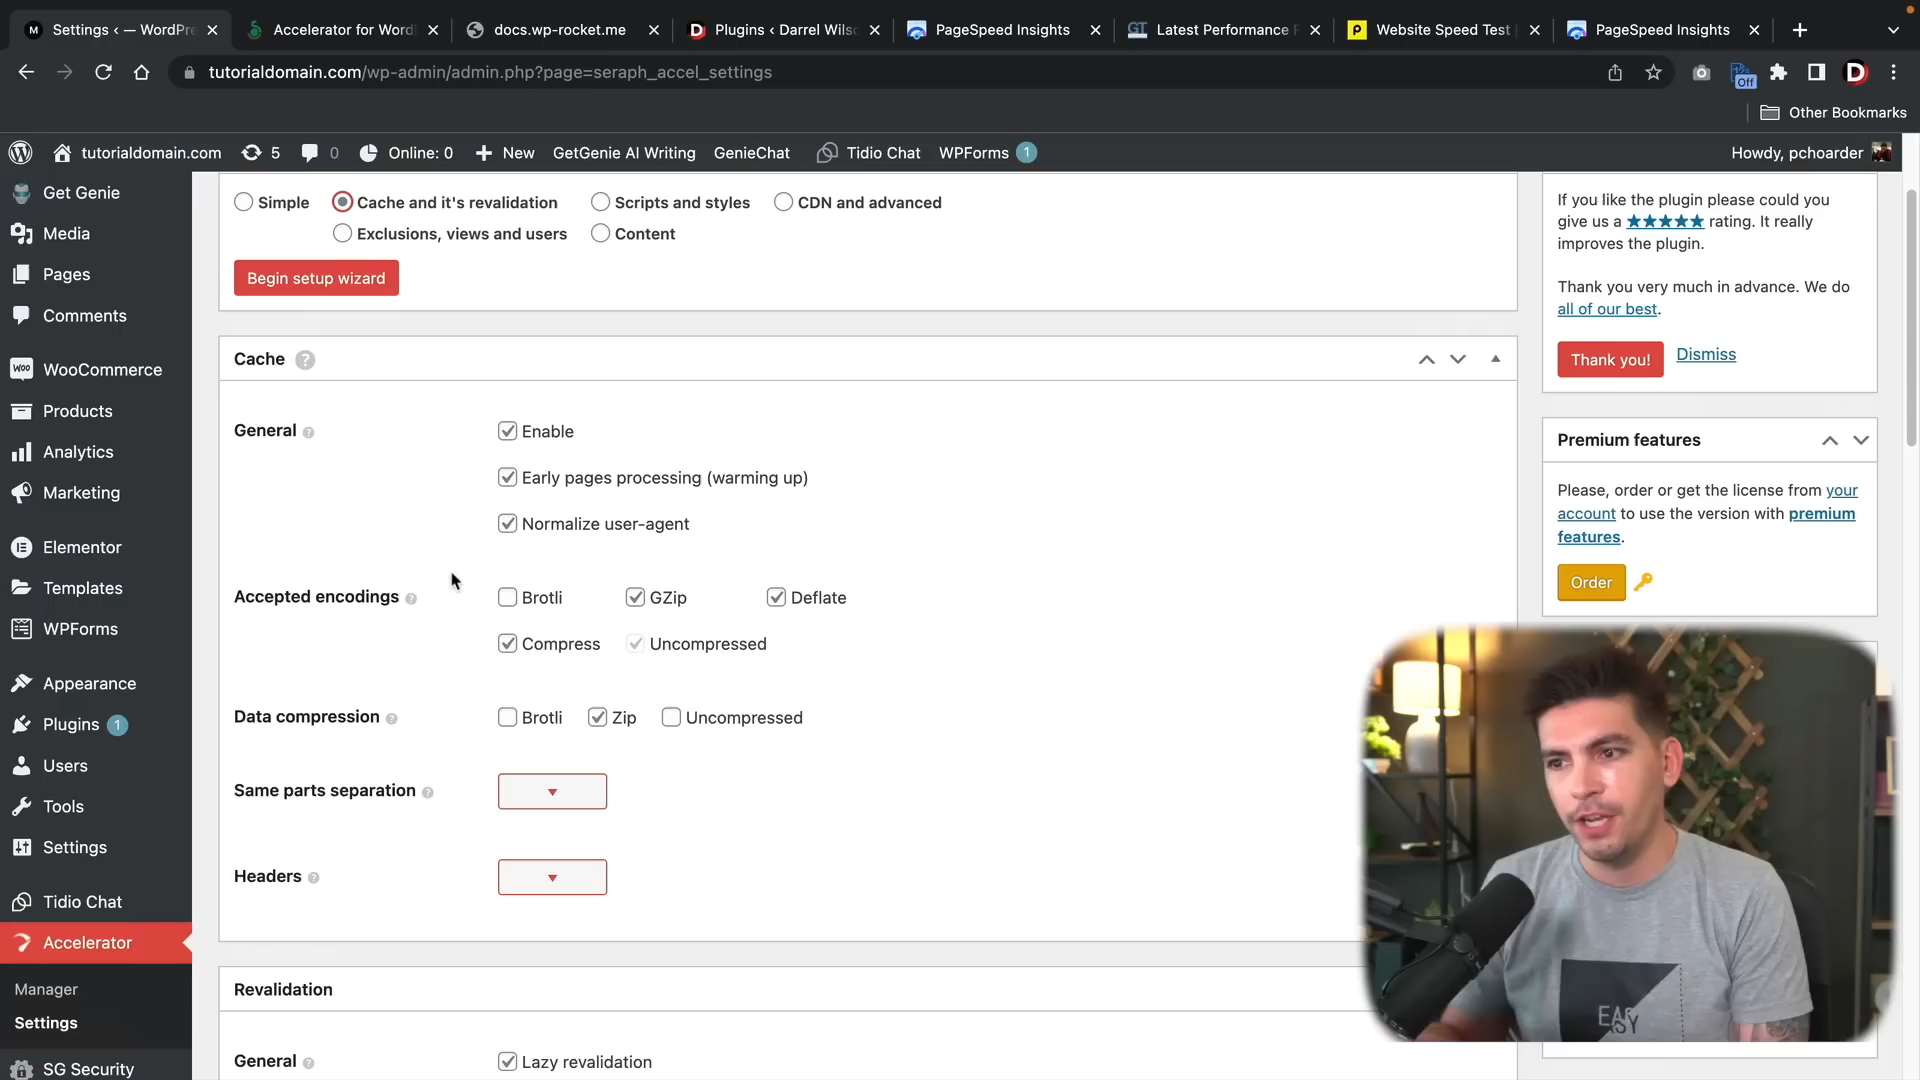 Settings ‹ — WordPre
Accelerator for Word
docs.wp-rocket.me
Plugins ‹ Darrel Wils
PageSpeed Insights
GT
Latest Performance R
Website Speed Test
PageSpeed Insights
tutorialdomain.com/wp-admin/admin.php?page=seraph_accel_settings
Off
Other Bookmarks
tutorialdomain.com
5
0
Online: 0
New
GetGenie AI Writing
GenieChat
Tidio Chat
WPForms 1
Howdy, pchoarder
Get Genie
Media
Pages
Comments
Woo WooCommerce
Products
Analytics
Marketing
Elementor
Templates
WPForms
Appearance
Plugins 1
Users
Tools
Settings
Tidio Chat
Accelerator
Manager
Settings
SG Security
Simple
Cache and it's revalidation
Scripts and styles
CDN and advanced
Exclusions, views and users
Content
Begin setup wizard
Cache ?
General ?
Enable
Early pages processing (warming up)
Normalize user-agent
Accepted encodings ?
Brotli
GZip
Deflate
Compress
Uncompressed
Data compression ?
Brotli
Zip
Uncompressed
Same parts separation ?
Headers ?
Revalidation
General ?
Lazy revalidation
If you like the plugin please could you
give us a ★★★★★ rating. It really
improves the plugin.
Thank you very much in advance. We do
all of our best.
Thank you!
Dismiss
Premium features
Please, order or get the license from your
account to use the version with premium
features.
Order
EASY